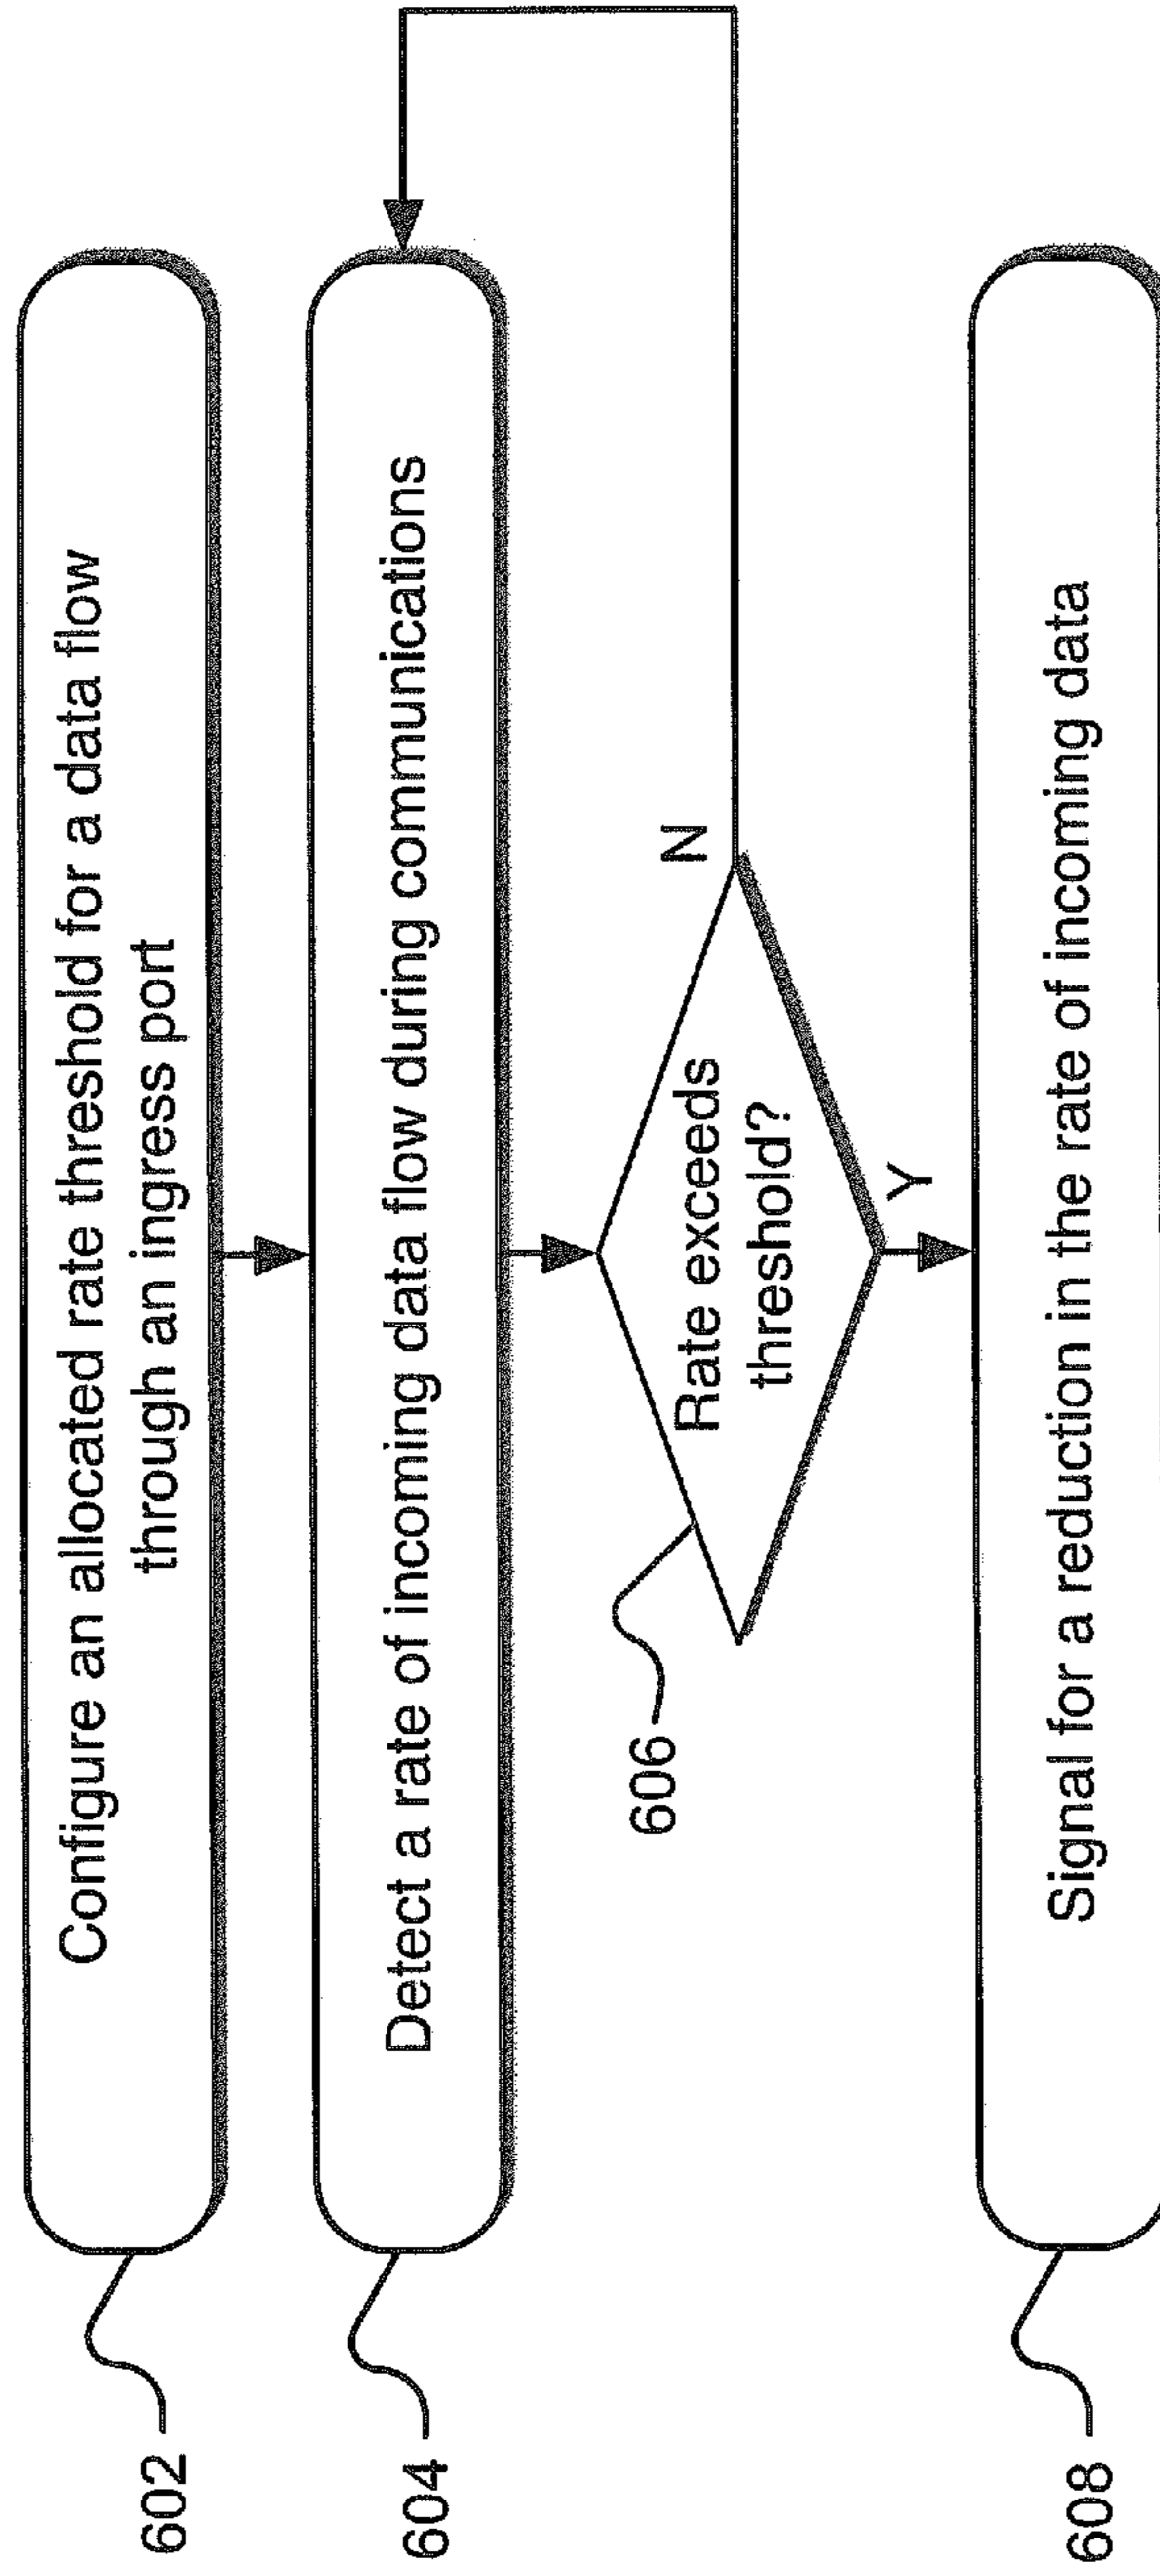 602
Configure an allocated rate threshold for a data flow
through an ingress port
604
Detect a rate of incoming data flow during communications
606
Rate exceeds
threshold?
N
Y
608
Signal for a reduction in the rate of incoming data